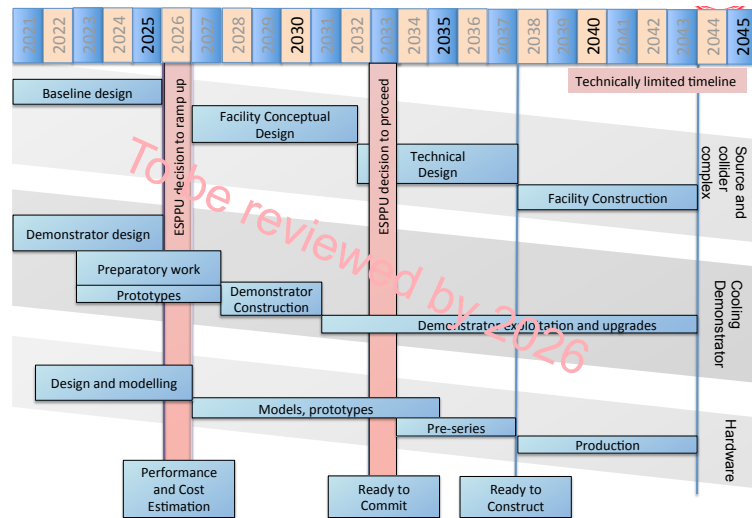 2021 2022 2023 2024 2025 2026 2027 2028 2029 2030 2031 2032 2033 2034 2035 2036 2037 2038 2039 2040 2041 2042 2043 2044 2045
Technically limited timeline
Baseline design
ESPPU decision to ramp up
Facility Conceptual
Design
ESPPU decision to proceed
Technical
Design
Facility Construction
Source and
collider
complex
To be reviewed by 2026
Demonstrator design
Preparatory work
Prototypes
Demonstrator
Construction
Demonstrator exploitation and upgrades
Cooling
Demonstrator
Design and modelling
Models, prototypes
Pre-series
Production
Hardware
Performance
and Cost
Estimation
Ready to
Commit
Ready to
Construct